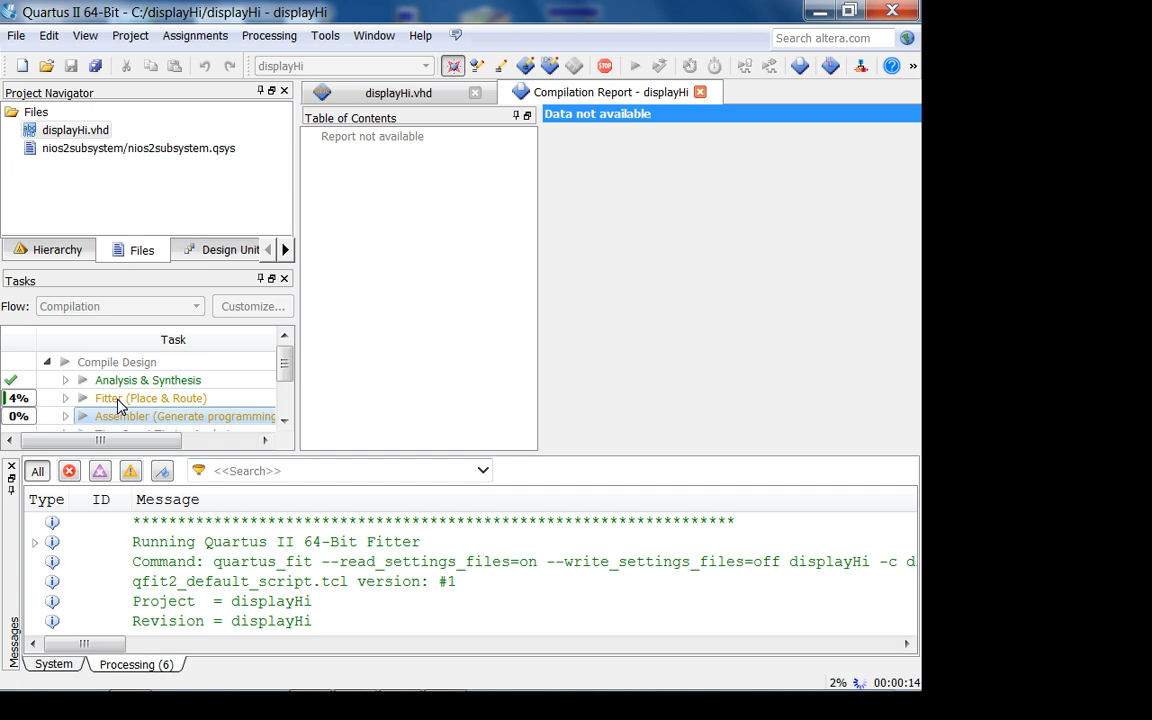 Quartus II 64-Bit - C:/displayHi/displayHi - displayHi
File Edit View Project Assignments Processing Tools Window Help
Search altera.com
displayHi
»
Project Navigator
displayHi.vhd
Compilation Report - displayHi
Files
displayHi.vhd
nios2subsystem/nios2subsystem.qsys
Table of Contents
Report not available
Data not available
Hierarchy
Files
Design Unit
Tasks
Flow: Compilation
Customize...
Task
Compile Design
Analysis & Synthesis
4% Fitter (Place & Route)
0% Assembler (Generate programming
All
<<Search>>
Type ID Message
*******************************************************************
Running Quartus II 64-Bit Fitter
Command: quartus_fit --read_settings_files=on --write_settings_files=off displayHi -c d
qfit2_default_script.tcl version: #1
Project  = displayHi
Revision = displayHi
Messages
System
Processing (6)
2% 00:00:14